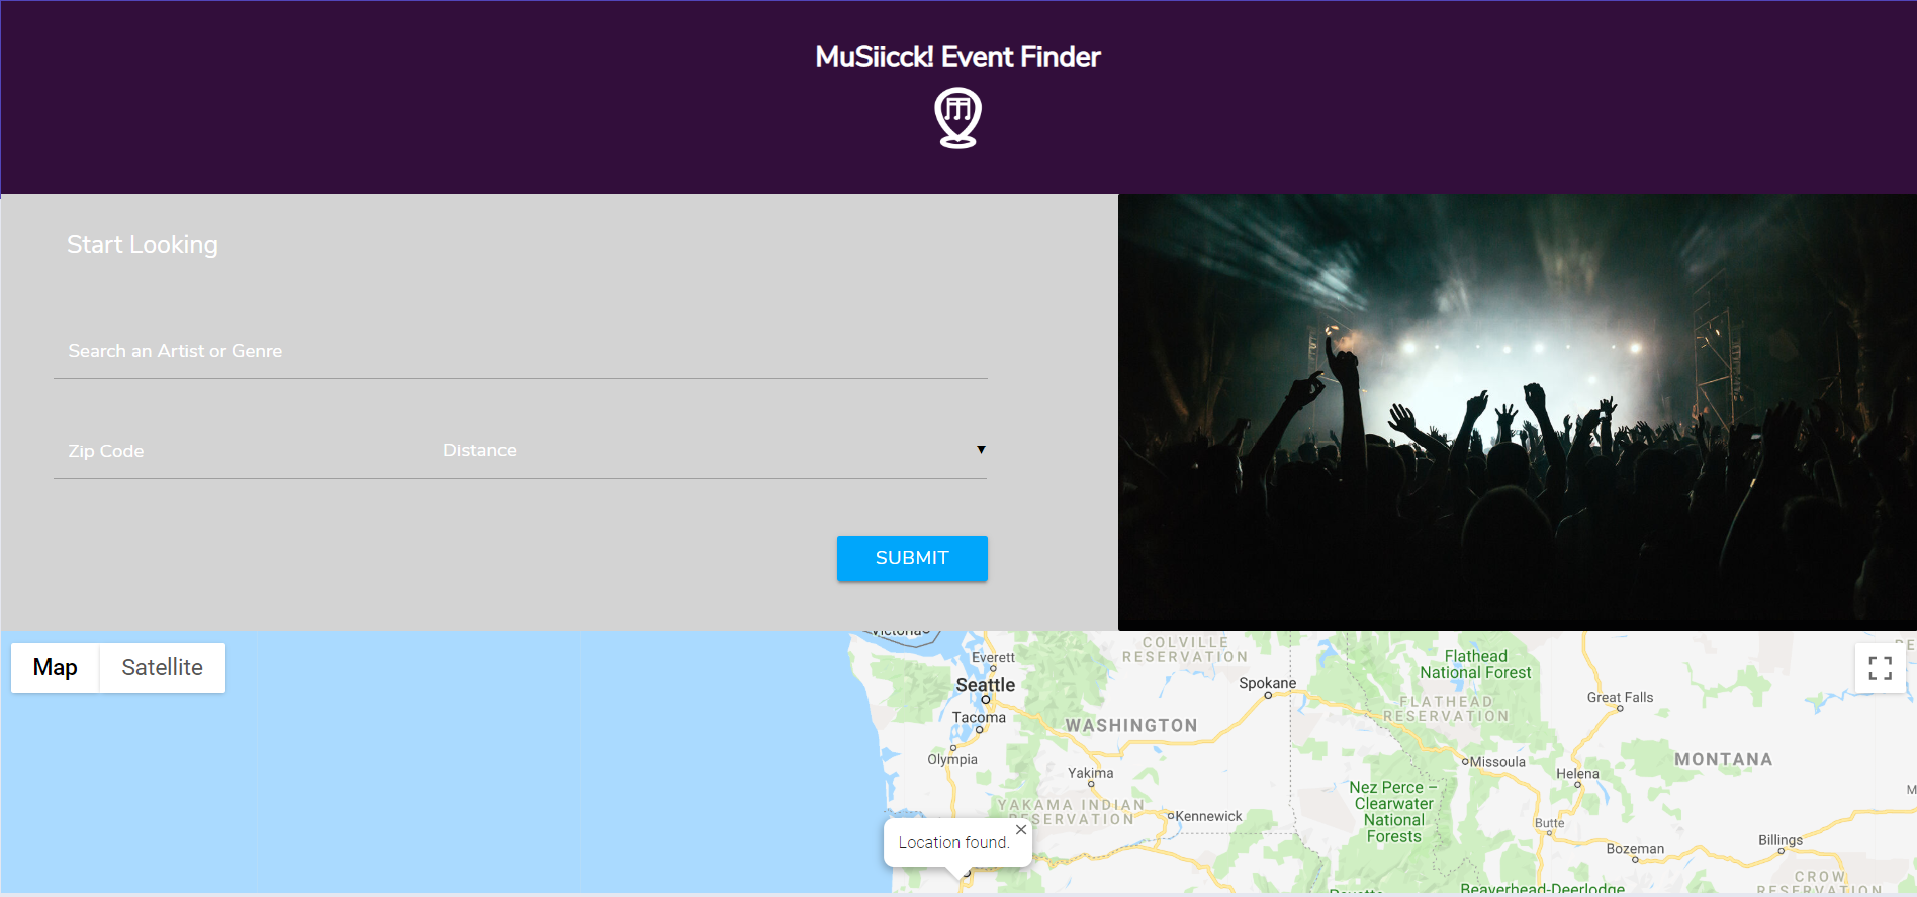 MuSiicck! Event Finder
Start Looking
Search an Artist or Genre
Zip Code
Distance
SUBMIT
Map
Satellite
Victoria
Everett
Seattle
Tacoma
Olympia
WASHINGTON
Yakima
YAKAMA INDIAN
RESERVATION
Kennewick
Spokane
COLVILLE
RESERVATION
Flathead
National Forest
FLATHEAD
RESERVATION
Great Falls
Missoula
Helena
MONTANA
Nez Perce –
Clearwater
National
Forests
Butte
Bozeman
Billings
CROW
RESERVATION
Beaverhead-Deerlodge
Location found.